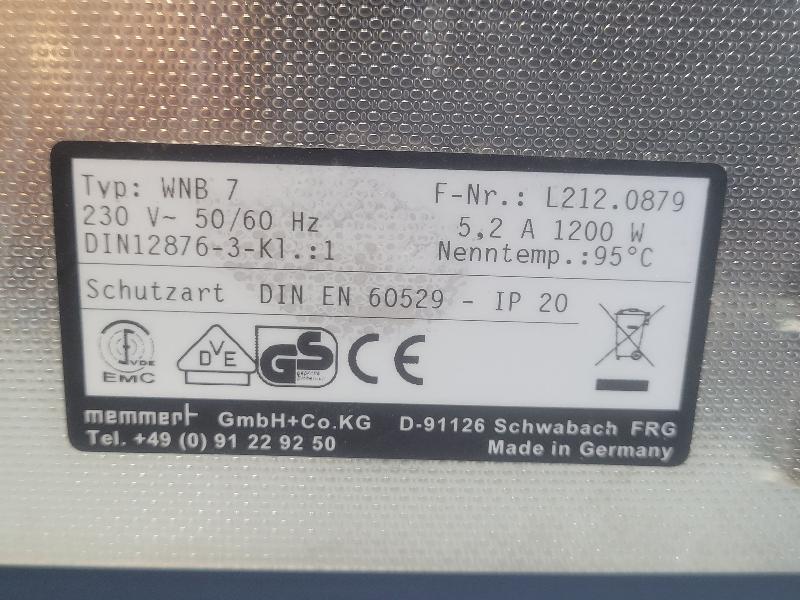 Typ: WNB 7 F-Nr.: L212.0879
230 V~ 50/60 Hz 5,2 A 1200 W
DIN12876-3-Kl.:1 Nenntemp.:95°C
Schutzart DIN EN 60529 - IP 20
VDE
EMC
DVE
GS
CE
memmert GmbH+Co.KG D-91126 Schwabach FRG
Tel. +49 (0) 91 22 92 50 Made in Germany